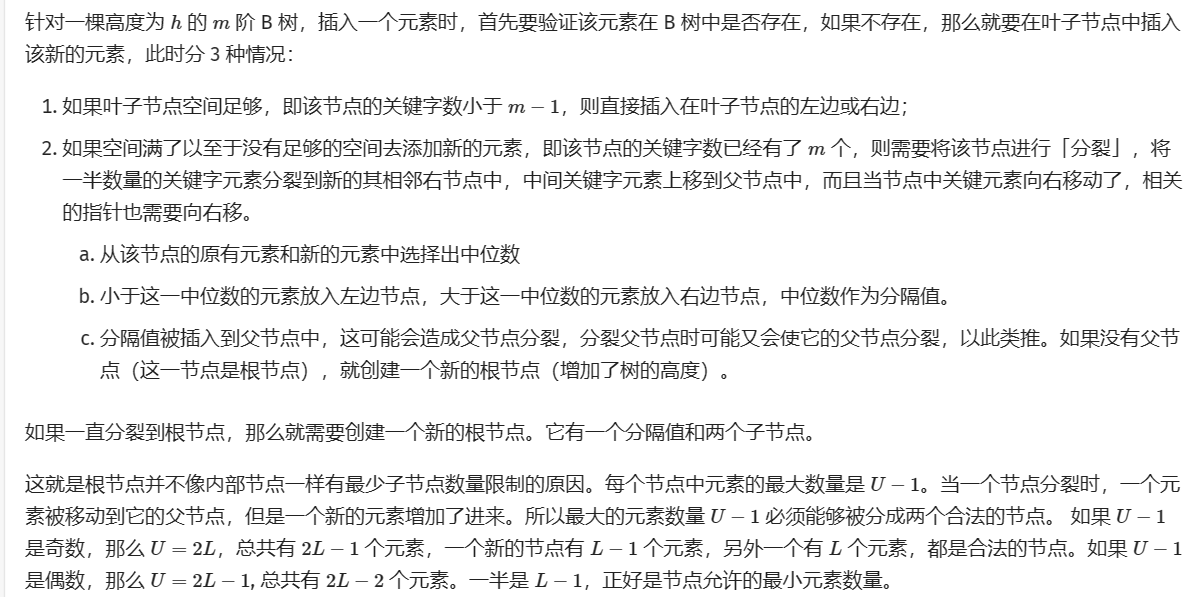 针对一棵高度为 h 的 m 阶 B 树，插入一个元素时，首先要验证该元素在 B 树中是否存在，如果不存在，那么就要在叶子节点中插入
该新的元素，此时分 3 种情况：
1. 如果叶子节点空间足够，即该节点的关键字数小于 m − 1，则直接插入在叶子节点的左边或右边；
2. 如果空间满了以至于没有足够的空间去添加新的元素，即该节点的关键字数已经有了 m 个，则需要将该节点进行「分裂」，将
一半数量的关键字元素分裂到新的其相邻右节点中，中间关键字元素上移到父节点中，而且当节点中关键元素向右移动了，相关
的指针也需要向右移。
a. 从该节点的原有元素和新的元素中选择出中位数
b. 小于这一中位数的元素放入左边节点，大于这一中位数的元素放入右边节点，中位数作为分隔值。
c. 分隔值被插入到父节点中，这可能会造成父节点分裂，分裂父节点时可能又会使它的父节点分裂，以此类推。如果没有父节
点（这一节点是根节点），就创建一个新的根节点（增加了树的高度）。
如果一直分裂到根节点，那么就需要创建一个新的根节点。它有一个分隔值和两个子节点。
这就是根节点并不像内部节点一样有最少子节点数量限制的原因。每个节点中元素的最大数量是 U − 1。当一个节点分裂时，一个元
素被移动到它的父节点，但是一个新的元素增加了进来。所以最大的元素数量 U − 1 必须能够被分成两个合法的节点。 如果 U − 1
是奇数，那么 U = 2L，总共有 2L − 1 个元素，一个新的节点有 L − 1 个元素，另外一个有 L 个元素，都是合法的节点。如果 U − 1
是偶数，那么 U = 2L − 1, 总共有 2L − 2 个元素。一半是 L − 1，正好是节点允许的最小元素数量。